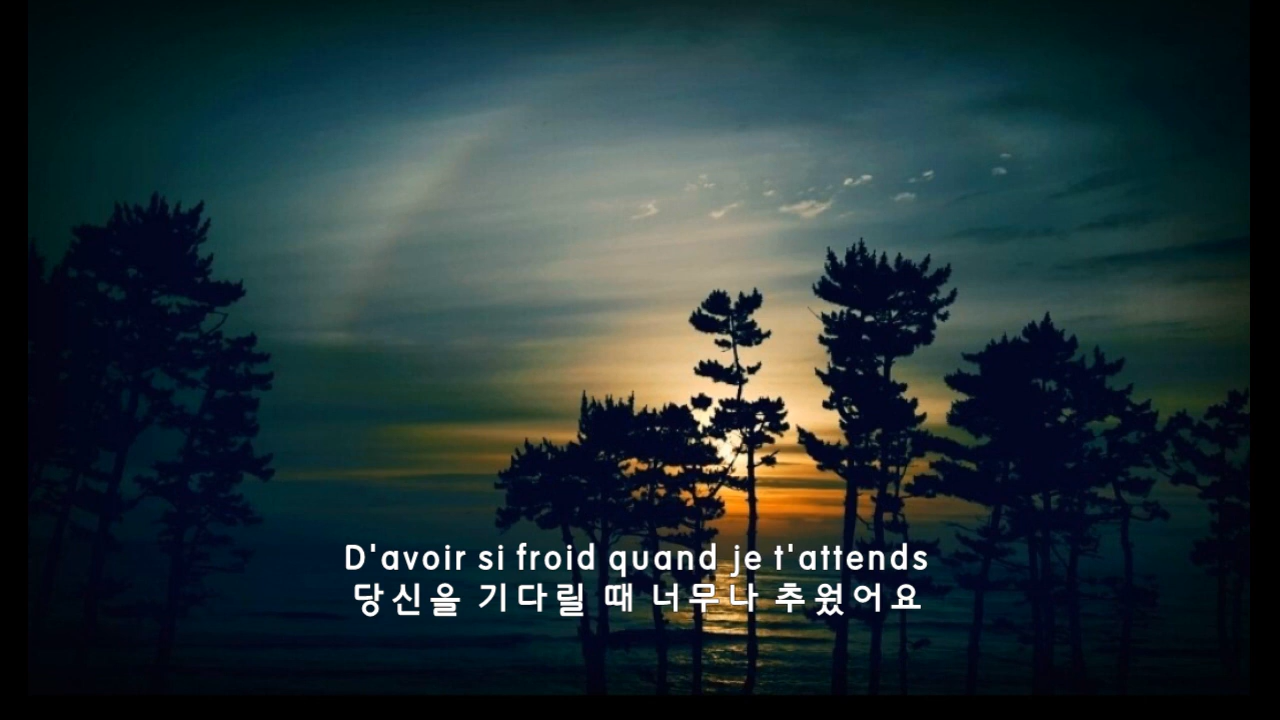 D'avoir si froid quand je t'attends
당신을 기다릴 때 너무나 추웠어요